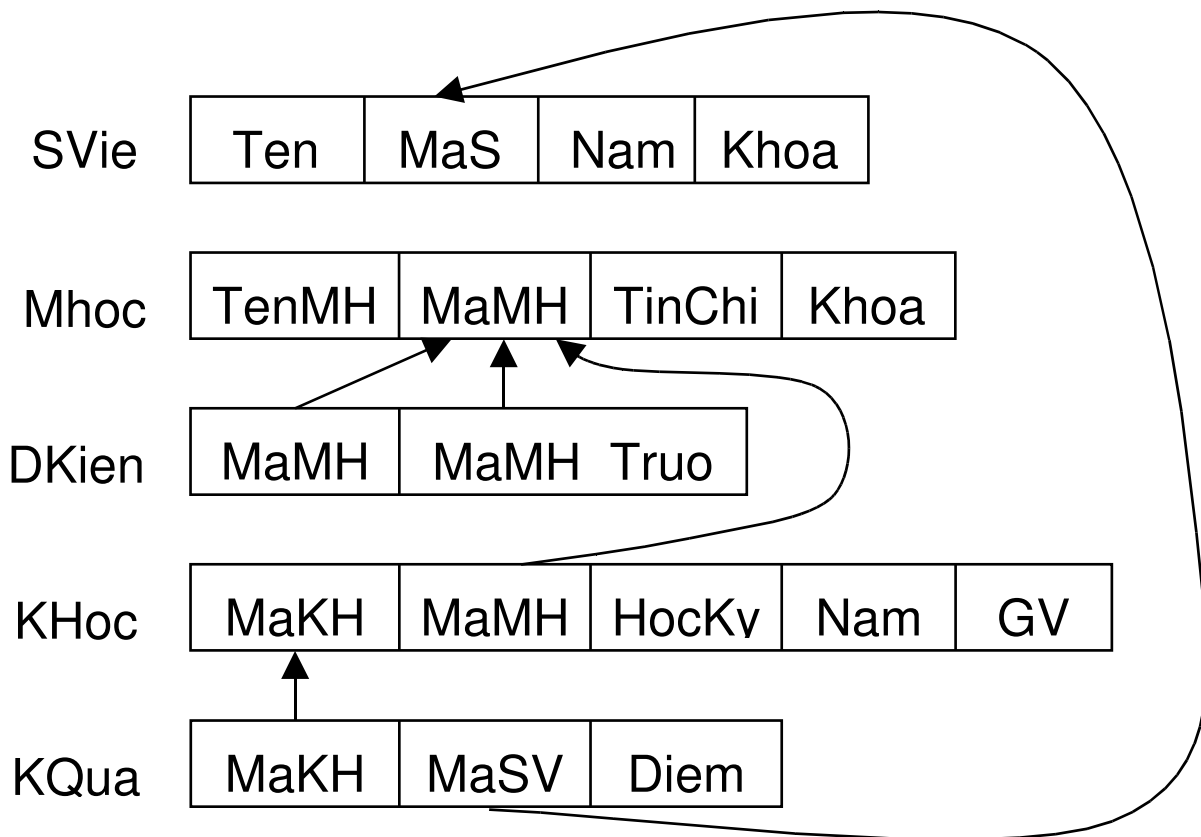 SVie Ten MaS Nam Khoa
Mhoc TenMH MaMH TinChi Khoa
DKien MaMH MaMH Truo
KHoc MaKH MaMH HocKy Nam GV
KQua MaKH MaSV Diem